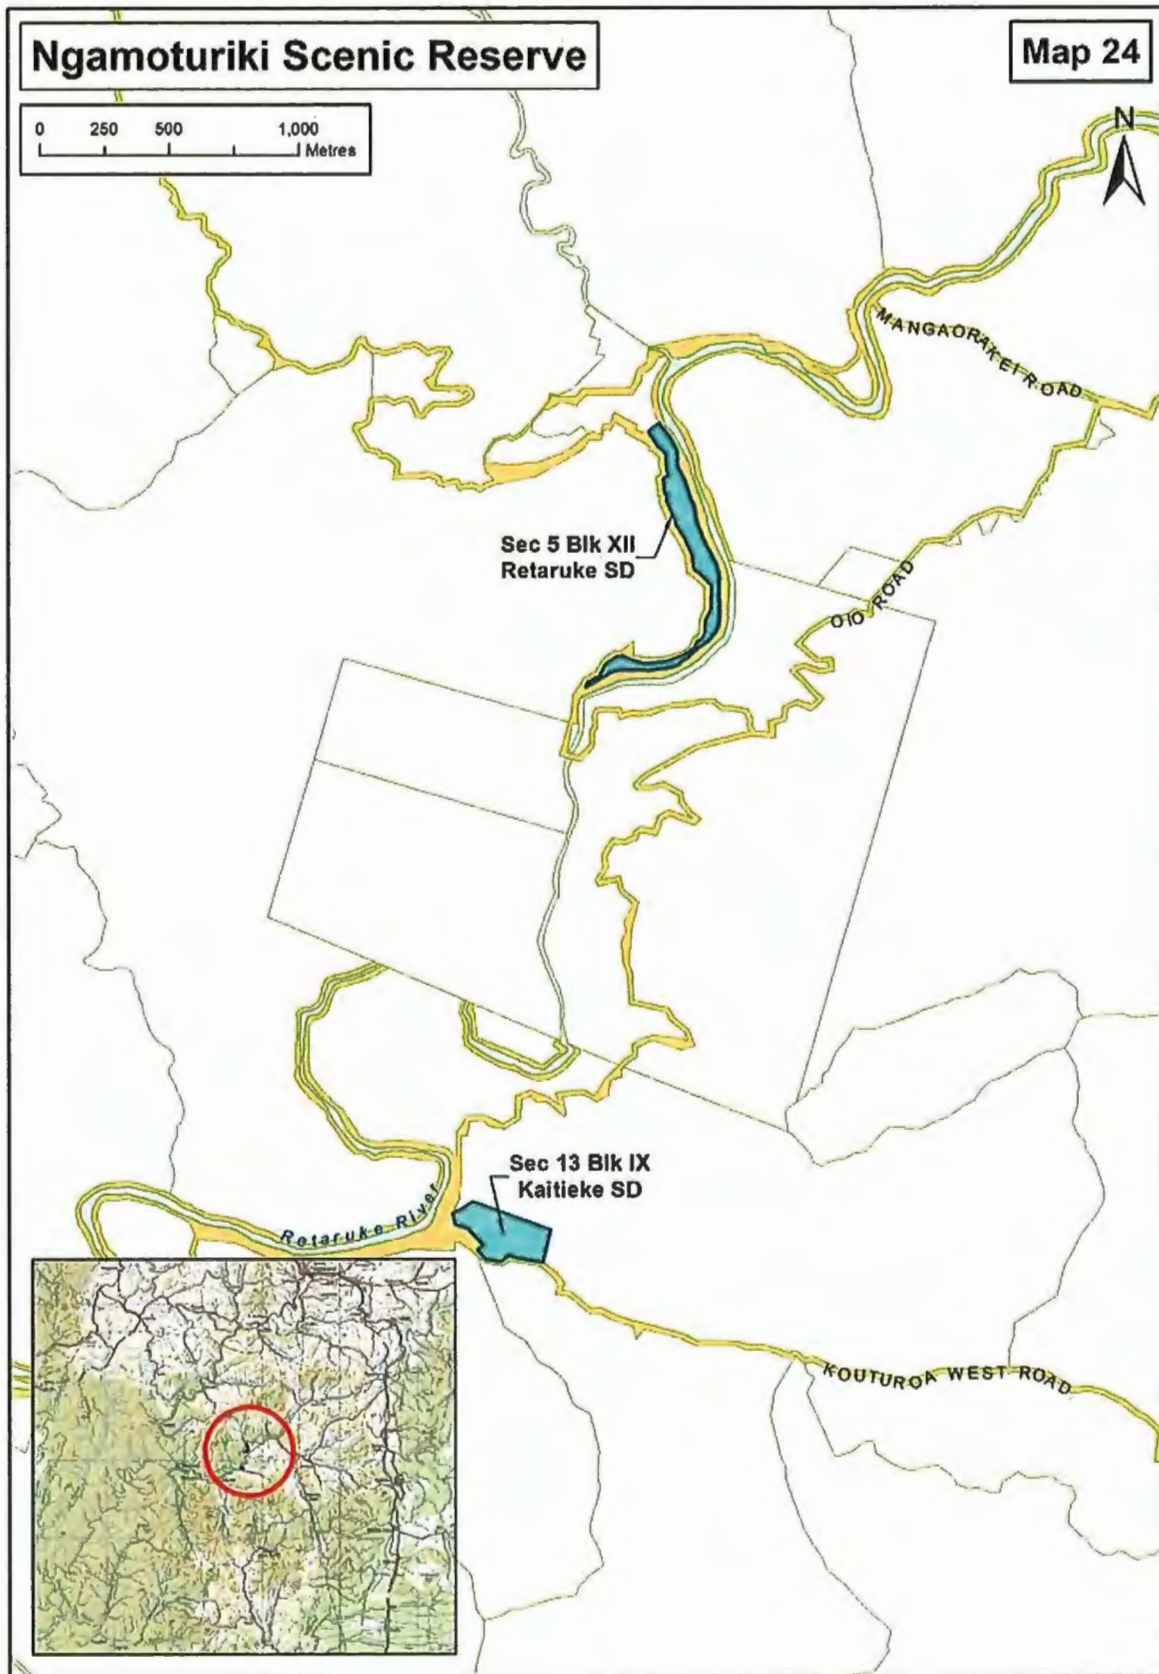 Ngamoturiki Scenic Reserve
Map 24
0 250 500 1,000
Metres
N
MANGAORAKEI ROAD
Sec 5 Blk XII
Retaruke SD
OIO ROAD
Sec 13 Blk IX
Kaitieke SD
Retaruke River
KOUTUROA WEST ROAD